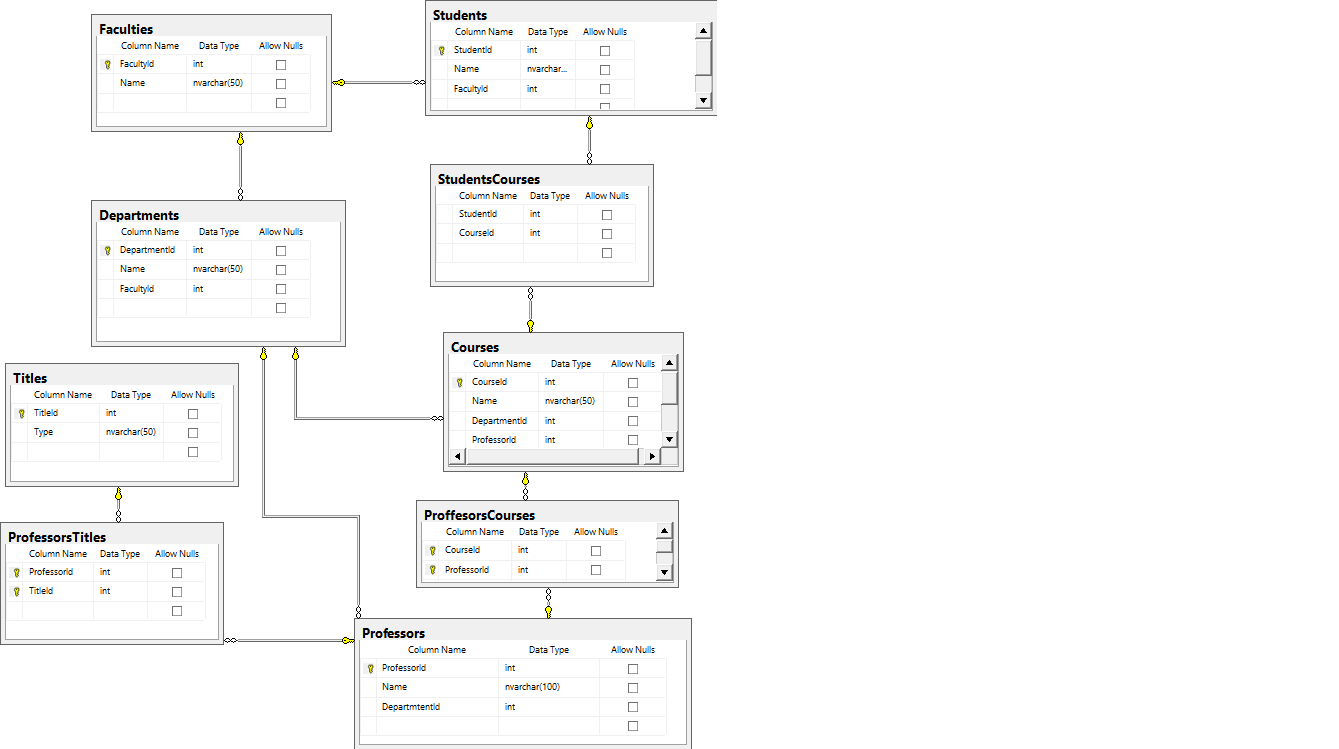 Faculties
Column Name Data Type Allow Nulls
FacultyId int
Name nvarchar(50)
Students
Column Name Data Type Allow Nulls
StudentId int
Name nvarchar...
FacultyId int
Departments
Column Name Data Type Allow Nulls
DepartmentId int
Name nvarchar(50)
FacultyId int
StudentsCourses
Column Name Data Type Allow Nulls
StudentId int
CourseId int
Titles
Column Name Data Type Allow Nulls
TitleId int
Type nvarchar(50)
Courses
Column Name Data Type Allow Nulls
CourseId int
Name nvarchar(50)
DepartmentId int
ProfessorId int
ProfessorsTitles
Column Name Data Type Allow Nulls
ProfessorId int
TitleId int
ProffesorsCourses
Column Name Data Type Allow Nulls
CourseId int
ProfessorId int
Professors
Column Name Data Type Allow Nulls
ProfessorId int
Name nvarchar(100)
DepartmtentId int